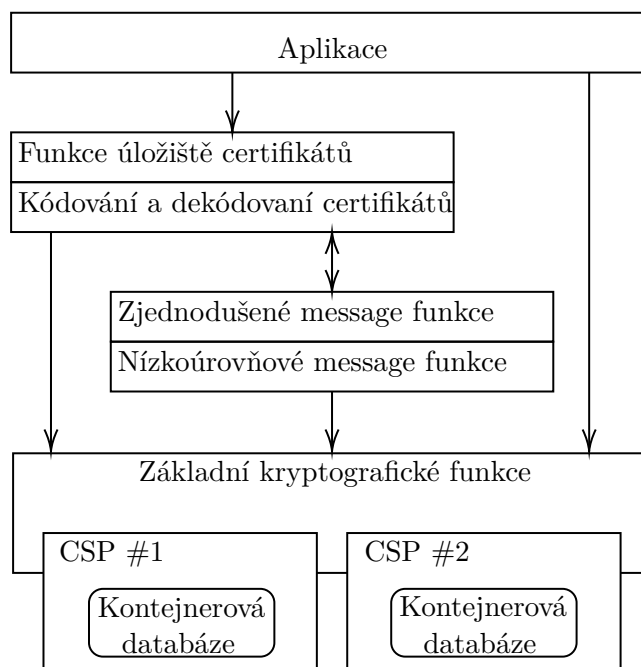 Aplikace
Funkce úložiště certifikátů
Kódování a dekódovaní certifikátů
Zjednodušené message funkce
Nízkoúrovňové message funkce
Základní kryptografické funkce
CSP #1
CSP #2
Kontejnerová
databáze
Kontejnerová
databáze